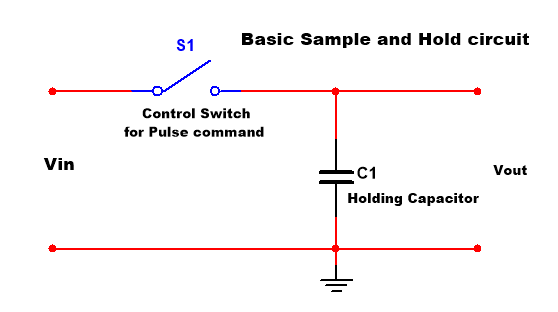 S1
Basic Sample and Hold circuit
Control Switch
for Pulse command
Vin
C1
Vout
Holding Capacitor